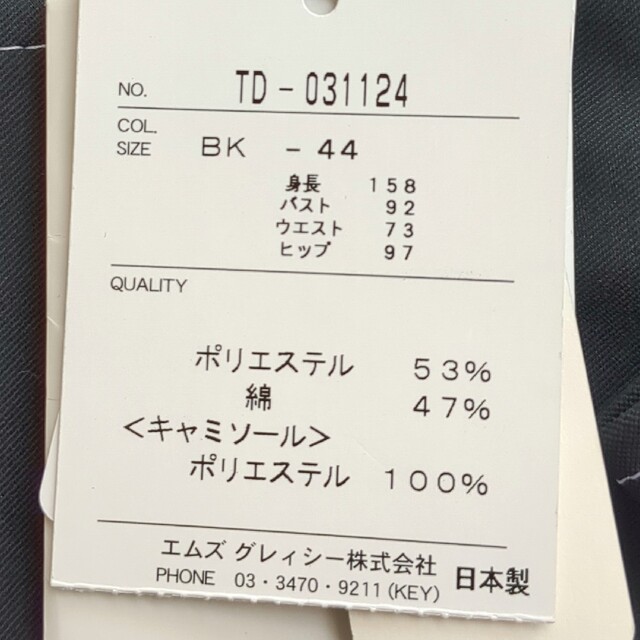 NO. TD-031124
COL.
SIZE BK -44
身長 158
バスト 92
ウエスト 73
ヒップ 97
QUALITY
ポリエステル 53%
綿 47%
<キャミソール>
ポリエステル 100%
エムズ グレィシー株式会社
PHONE 03・3470・9211(KEY) 日本製